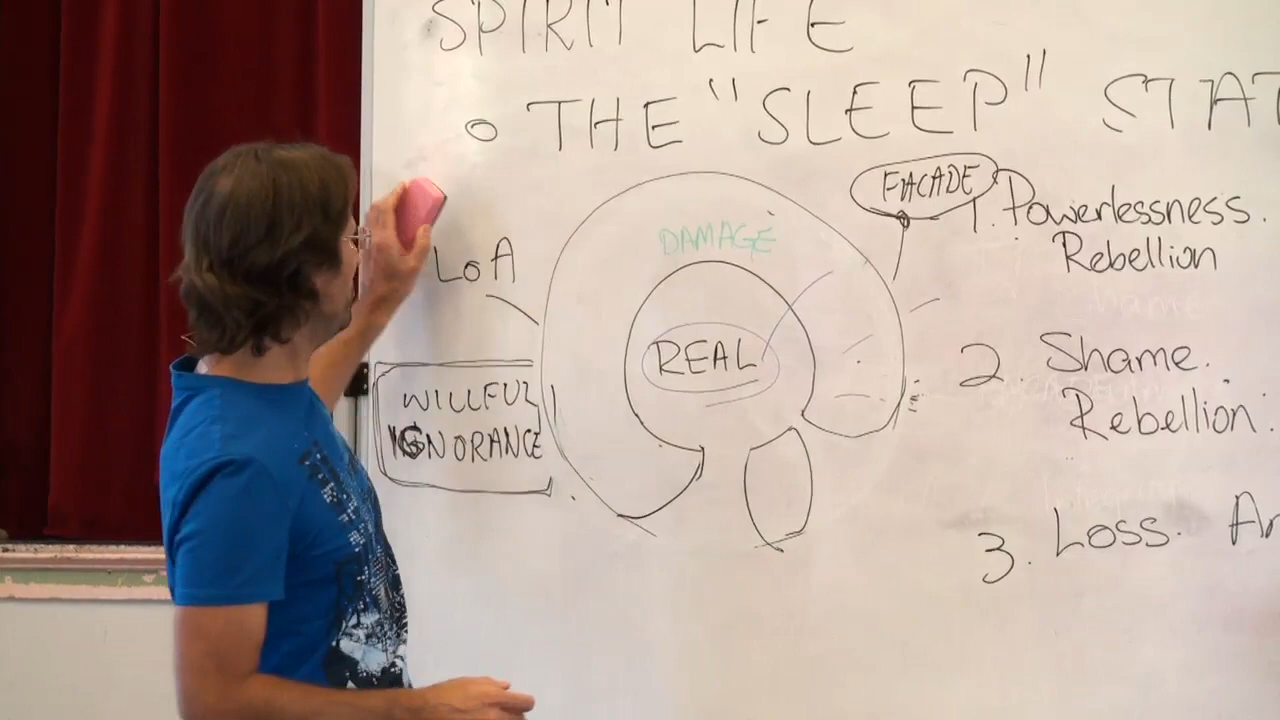 SPIRIT LIFE
THE "SLEEP" STAT
FACADE
DAMAGE
LOA
REAL
WILLFUL
IGNORANCE
1. Powerlessness.
Rebellion
2 Shame.
Rebellion.
3. Loss. An